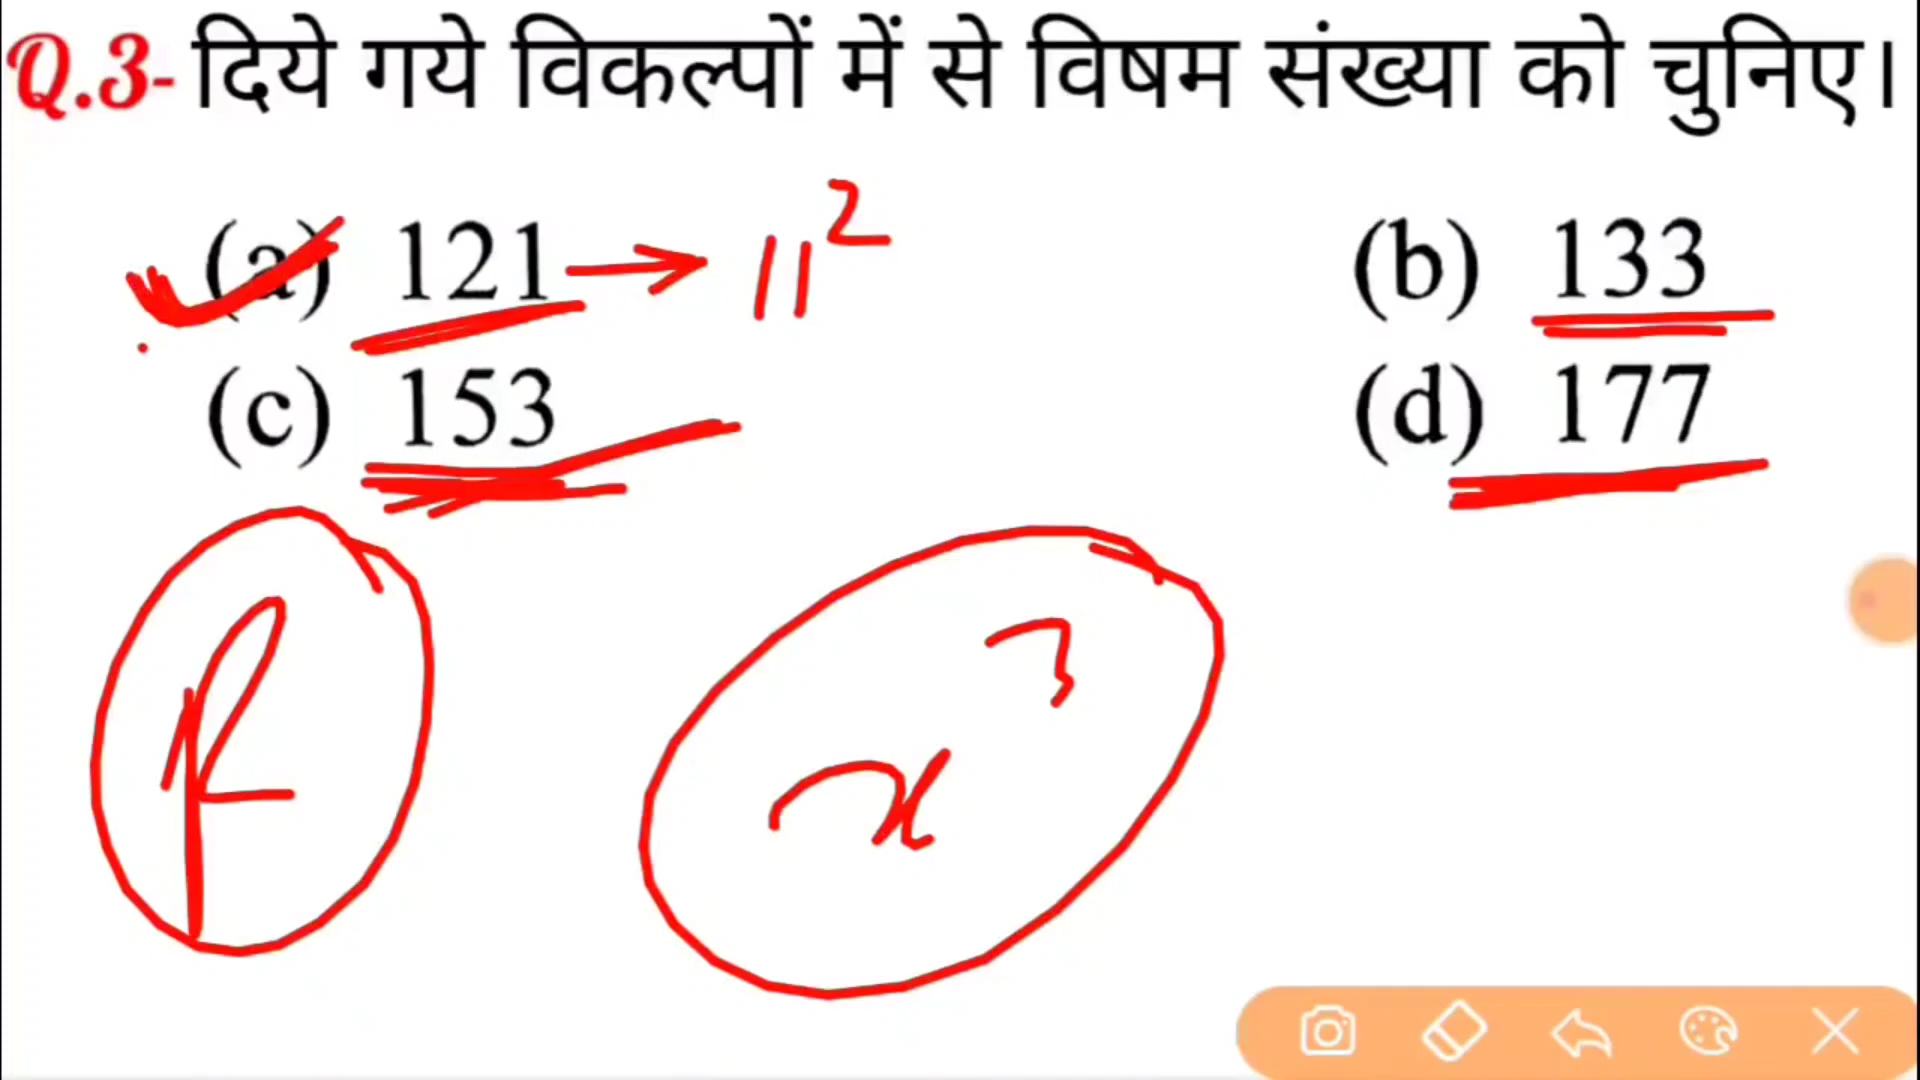 Q.3- दिये गये विकल्पों में से विषम संख्या को चुनिए।
(a) 121 → 11²
(b) 133
(c) 153
(d) 177
x³